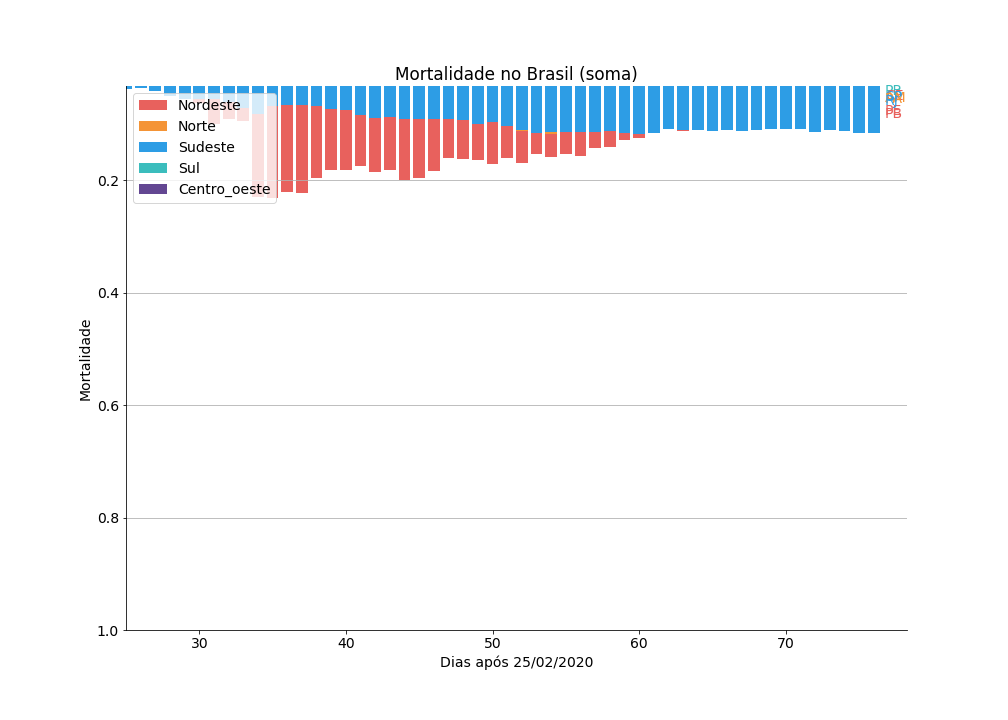 Mortalidade no Brasil (soma)
Nordeste
Norte
Sudeste
Sul
Centro_oeste
0.2
0.4
0.6
0.8
1.0
Mortalidade
30
40
50
60
70
Dias após 25/02/2020
PB